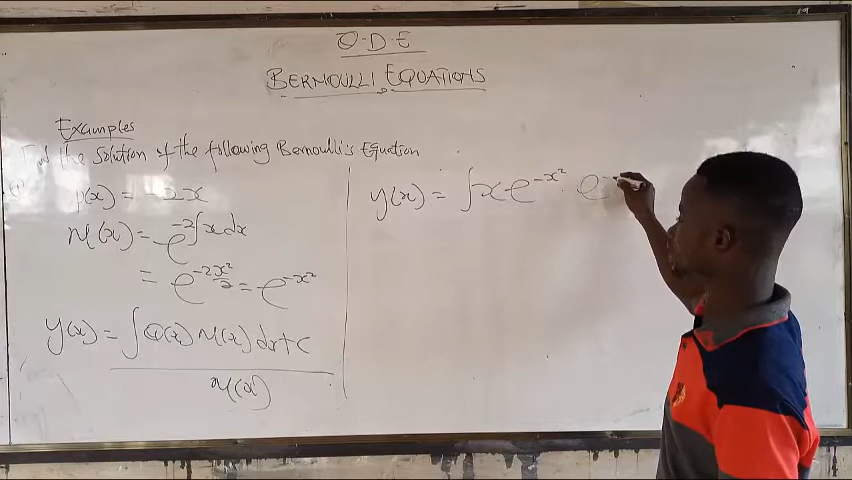 O.D.E
BERNOULLI EQUATIONS
Examples
Find the Solution of the following Bernoulli's Equation
p(x) = -2x
μ(x) = e^{-2∫x dx}
= e^{-2x²/2} = e^{-x²}
y(x) = ∫Q(x) μ(x) dx + c / μ(x)
y(x) = ∫x e^{-x²} · e^{-